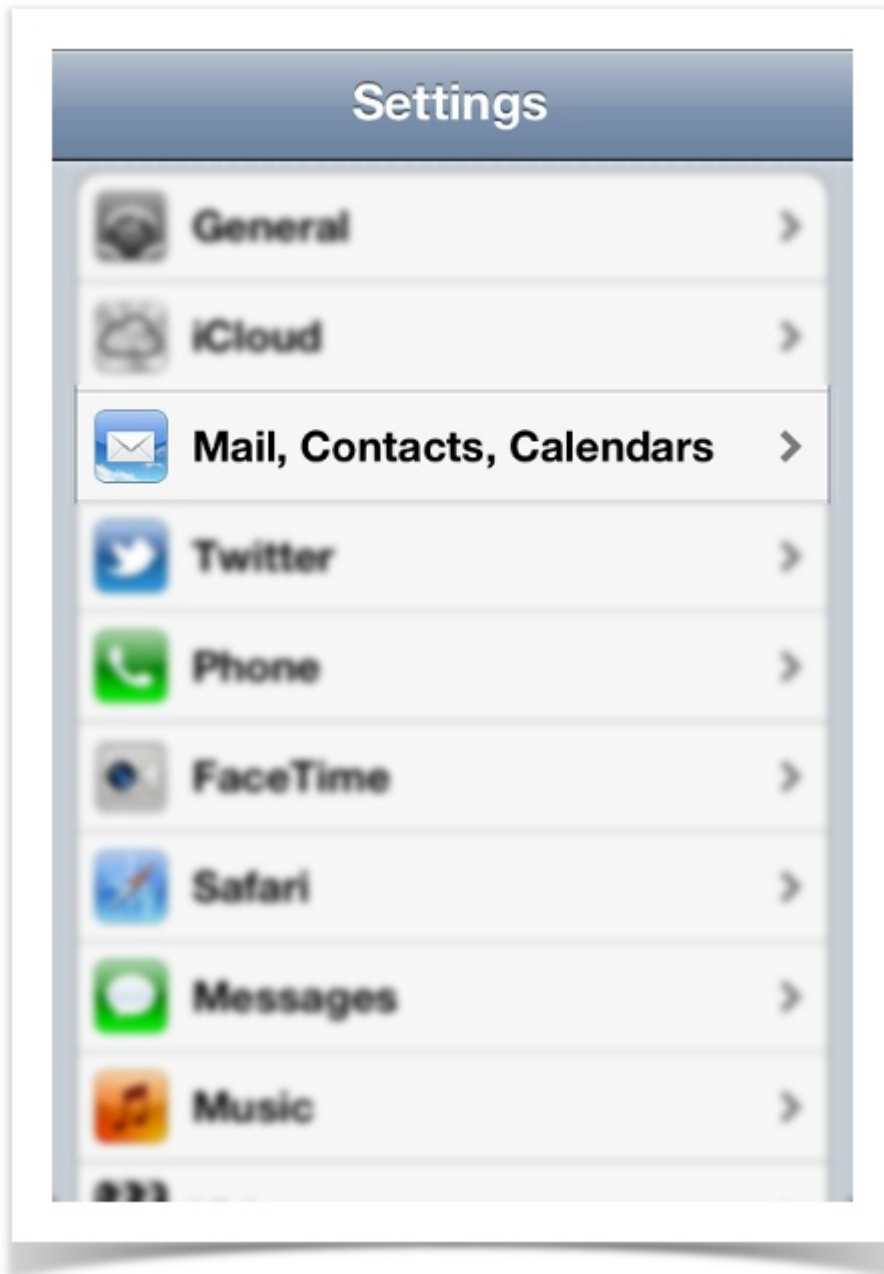 Settings
General
iCloud
Mail, Contacts, Calendars
Twitter
Phone
FaceTime
Safari
Messages
Music